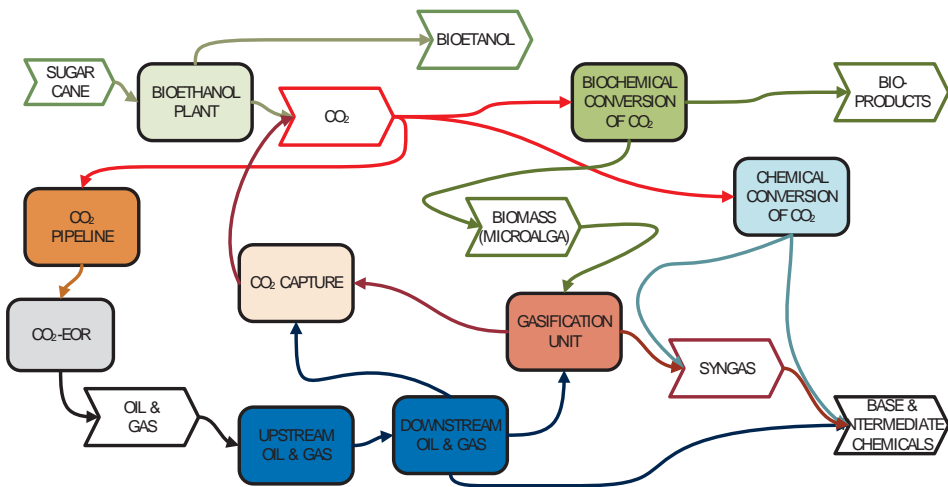 BIOETANOL
SUGAR
CANE
BIOETHANOL
PLANT
CO₂
BIOCHEMICAL
CONVERSION
OF CO₂
BIO-
PRODUCTS
CO₂
PIPELINE
BIOMASS
(MICROALGA)
CHEMICAL
CONVERSION
OF CO₂
CO₂ CAPTURE
CO₂-EOR
GASIFICATION
UNIT
SYNGAS
OIL &
GAS
UPSTREAM
OIL & GAS
DOWNSTREAM
OIL & GAS
BASE &
INTERMEDIATE
CHEMICALS